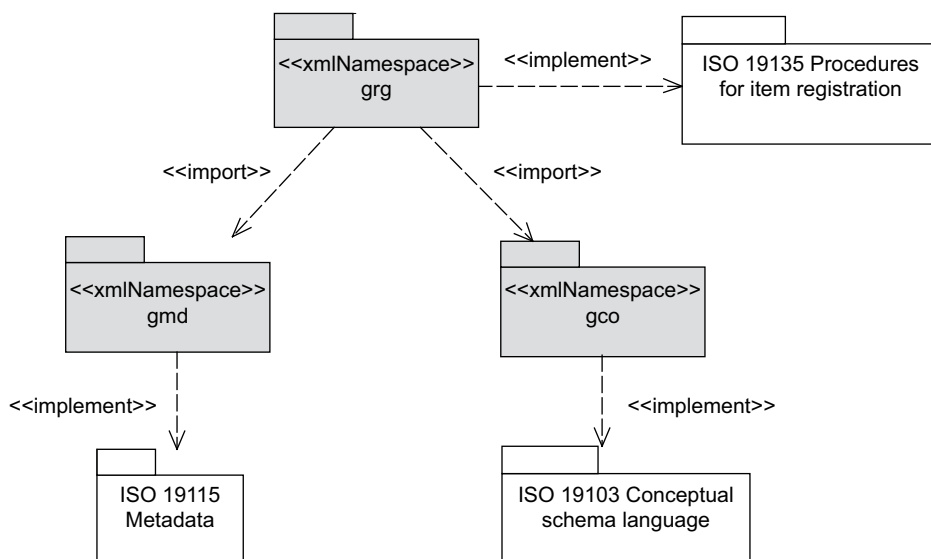 <<xmlNamespace>>
grg
<<implement>>
ISO 19135 Procedures
for item registration
<<import>>
<<import>>
<<xmlNamespace>>
gmd
<<xmlNamespace>>
gco
<<implement>>
<<implement>>
ISO 19115
Metadata
ISO 19103 Conceptual
schema language